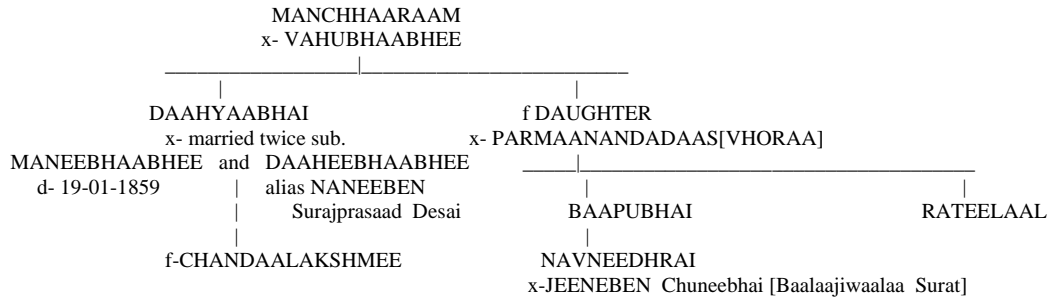 MANCHHAARAAM
x- VAHUBHAABHEE
DAAHYAABHAI f DAUGHTER
x- married twice sub. x- PARMAANANDADAAS[VHORAA]
MANEEBHAABHEE and DAAHEEBHAABHEE
d- 19-01-1859 | alias NANEEBEN
| Surajprasaad Desai BAAPUBHAI RATEELAAL
f-CHANDAALAKSHMEE NAVNEEDHRAI
x-JEENEBEN Chuneebhai [Baalaajiwaalaa Surat]